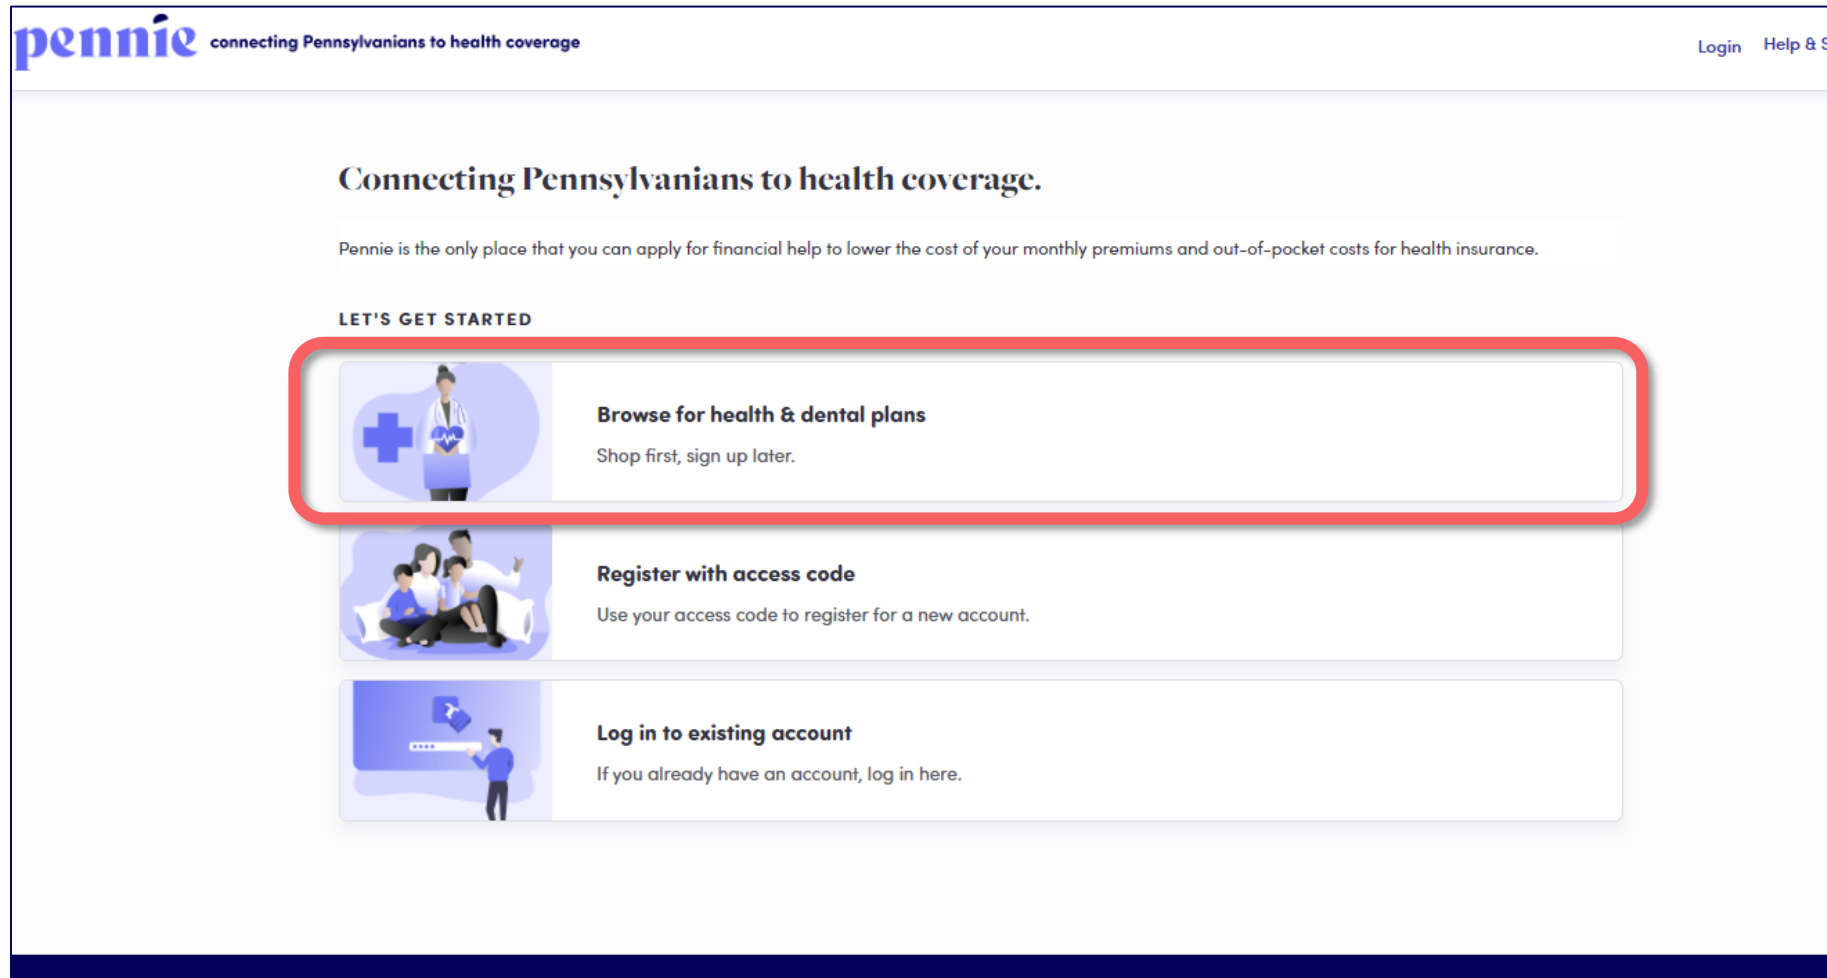 pennie connecting Pennsylvanians to health coverage
Login Help &
Connecting Pennsylvanians to health coverage.
Pennie is the only place that you can apply for financial help to lower the cost of your monthly premiums and out-of-pocket costs for health insurance.
LET'S GET STARTED
Browse for health & dental plans
Shop first, sign up later.
Register with access code
Use your access code to register for a new account.
Log in to existing account
If you already have an account, log in here.